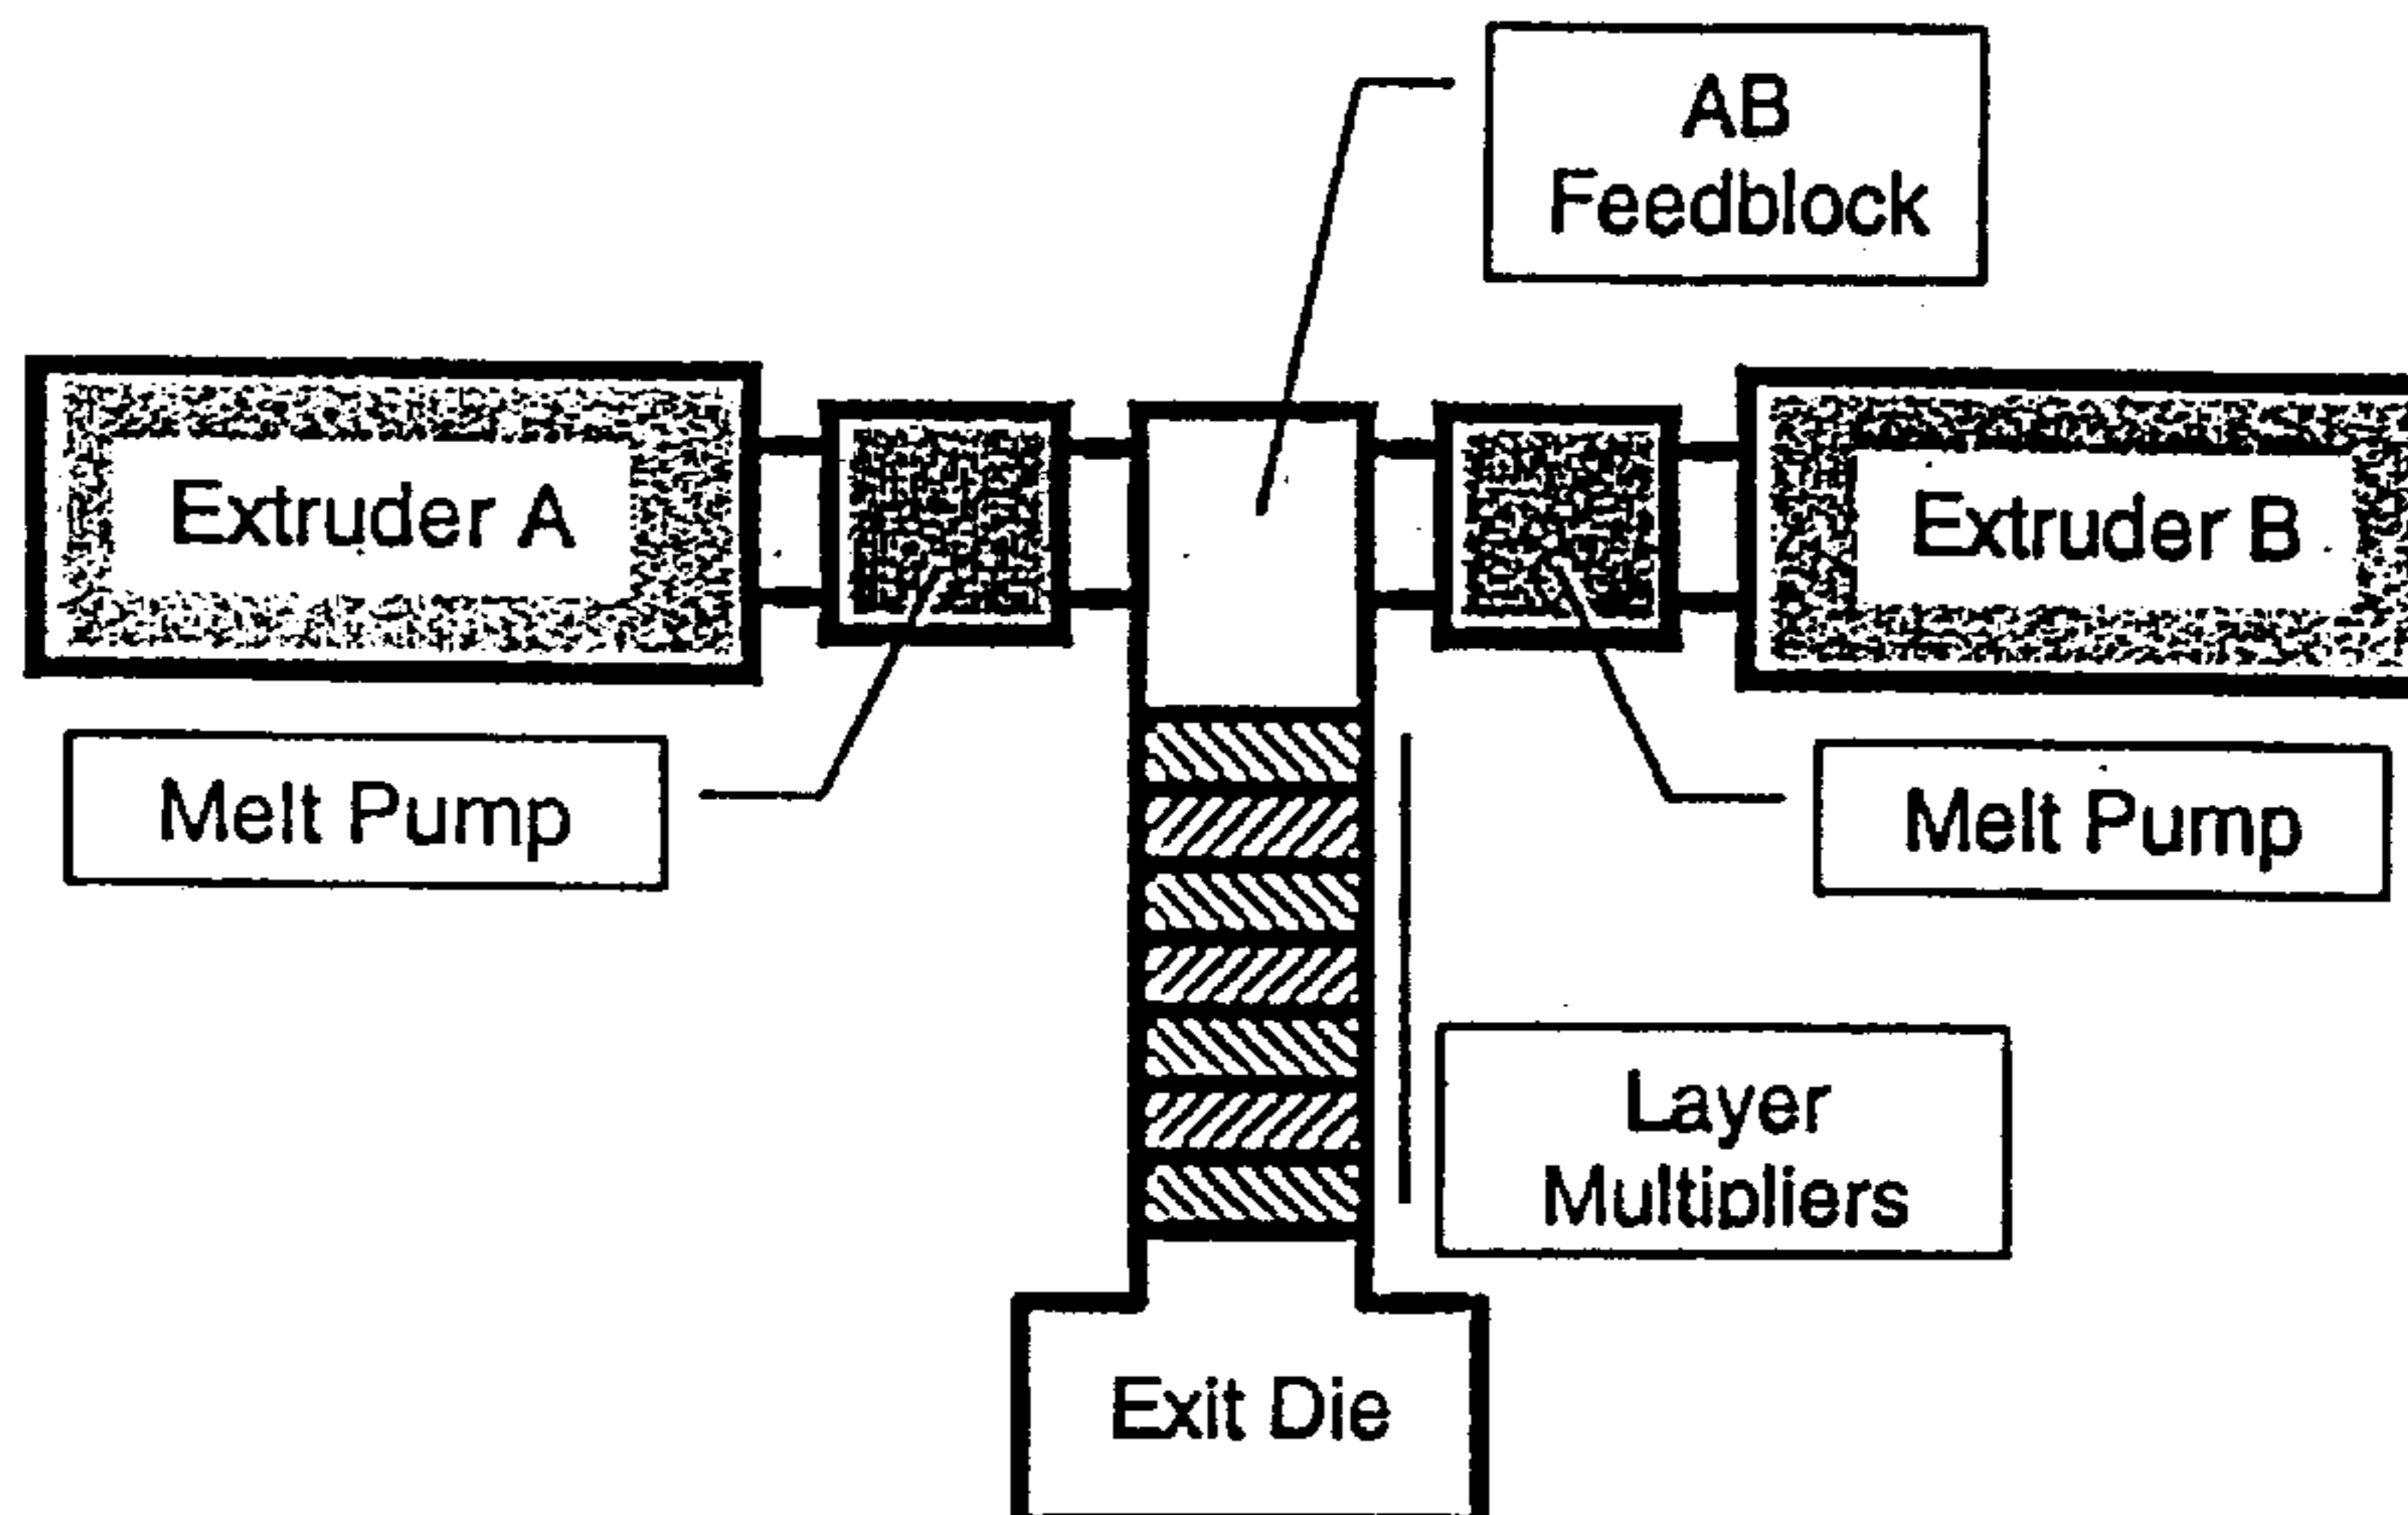 AB
Feedblock
Extruder A
Extruder B
Melt Pump
Melt Pump
Layer
Multipliers
Exit Die